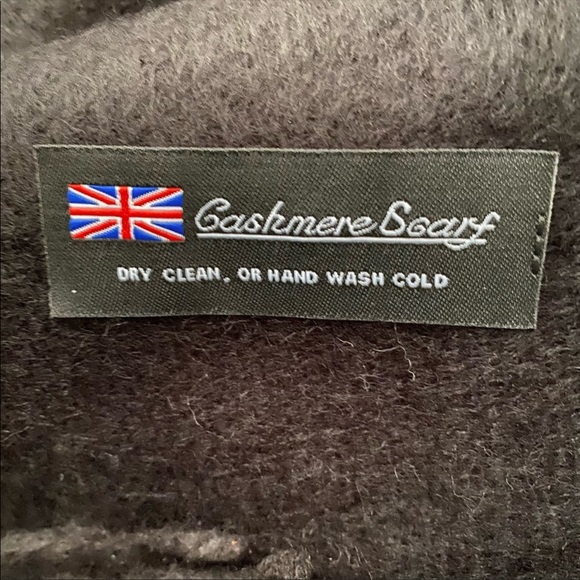 Cashmere Scarf
DRY CLEAN, OR HAND WASH COLD